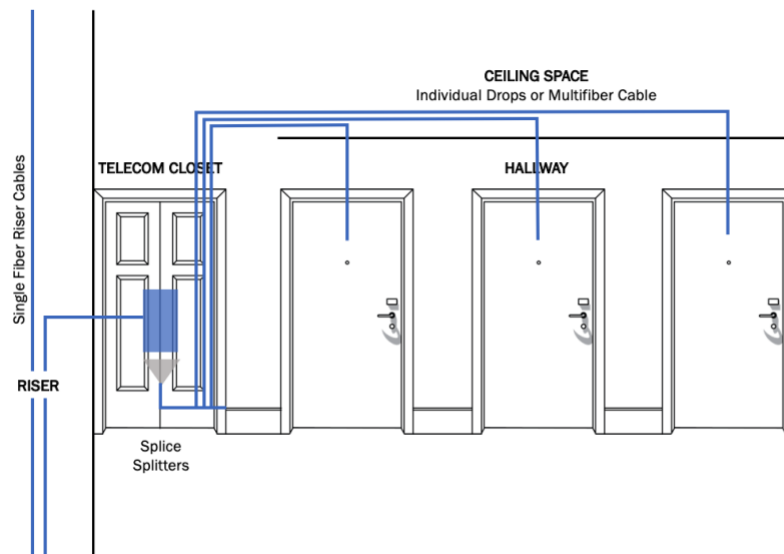 CEILING SPACE
Individual Drops or Multifiber Cable
TELECOM CLOSET
HALLWAY
Single Fiber Riser Cables
RISER
Splice
Splitters